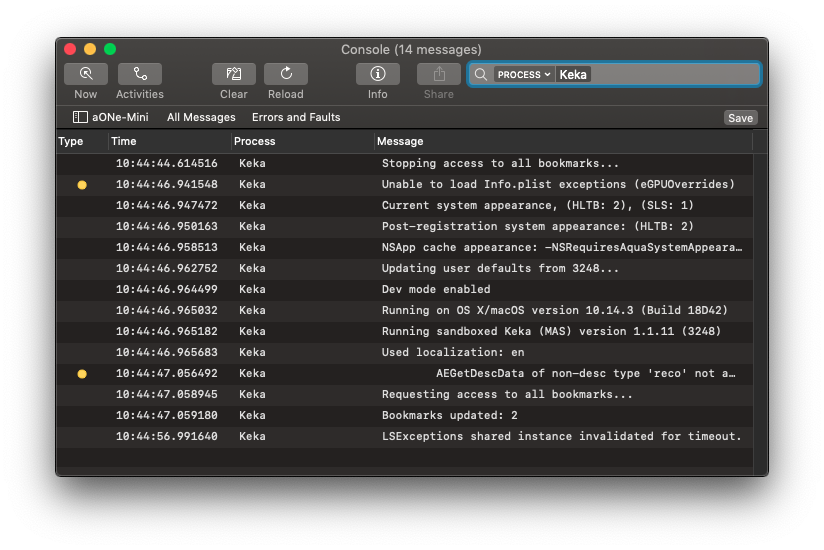 Console (14 messages)
PROCESS Keka
Now Activities Clear Reload Info Share
aONe-Mini All Messages Errors and Faults Save
Type Time Process Message
10:44:44.614516 Keka Stopping access to all bookmarks...
10:44:46.941548 Keka Unable to load Info.plist exceptions (eGPUOverrides)
10:44:46.947472 Keka Current system appearance, (HLTB: 2), (SLS: 1)
10:44:46.950163 Keka Post-registration system appearance: (HLTB: 2)
10:44:46.958513 Keka NSApp cache appearance: -NSRequiresAquaSystemAppeara…
10:44:46.962752 Keka Updating user defaults from 3248...
10:44:46.964499 Keka Dev mode enabled
10:44:46.965032 Keka Running on OS X/macOS version 10.14.3 (Build 18D42)
10:44:46.965182 Keka Running sandboxed Keka (MAS) version 1.1.11 (3248)
10:44:46.965683 Keka Used localization: en
10:44:47.056492 Keka AEGetDescData of non-desc type 'reco' not a…
10:44:47.058945 Keka Requesting access to all bookmarks...
10:44:47.059180 Keka Bookmarks updated: 2
10:44:56.991640 Keka LSExceptions shared instance invalidated for timeout.